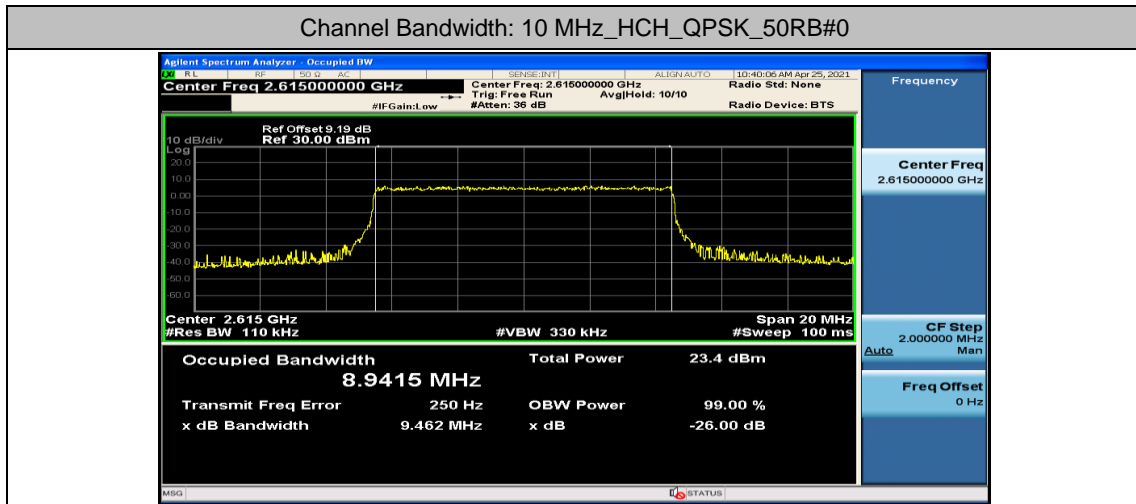 Channel Bandwidth: 10 MHz_HCH_QPSK_50RB#0
Agilent Spectrum Analyzer - Occupied BW
LXI RL RF 50 Ω AC SENSE:INT ALIGN AUTO 10:40:06 AM Apr 25, 2021
Center Freq 2.615000000 GHz
Center Freq: 2.615000000 GHz
Radio Std: None
Trig: Free Run Avg|Hold: 10/10
#IFGain:Low #Atten: 36 dB Radio Device: BTS
Ref Offset 9.19 dB
10 dB/div Ref 30.00 dBm
Log
20.0
10.0
0.00
-10.0
-20.0
-30.0
-40.0
-50.0
-60.0
Center 2.615 GHz Span 20 MHz
#Res BW 110 kHz #VBW 330 kHz #Sweep 100 ms
Occupied Bandwidth Total Power 23.4 dBm
8.9415 MHz
Transmit Freq Error 250 Hz OBW Power 99.00 %
x dB Bandwidth 9.462 MHz x dB -26.00 dB
MSG STATUS
Frequency
Center Freq
2.615000000 GHz
CF Step
2.000000 MHz
Auto Man
Freq Offset
0 Hz